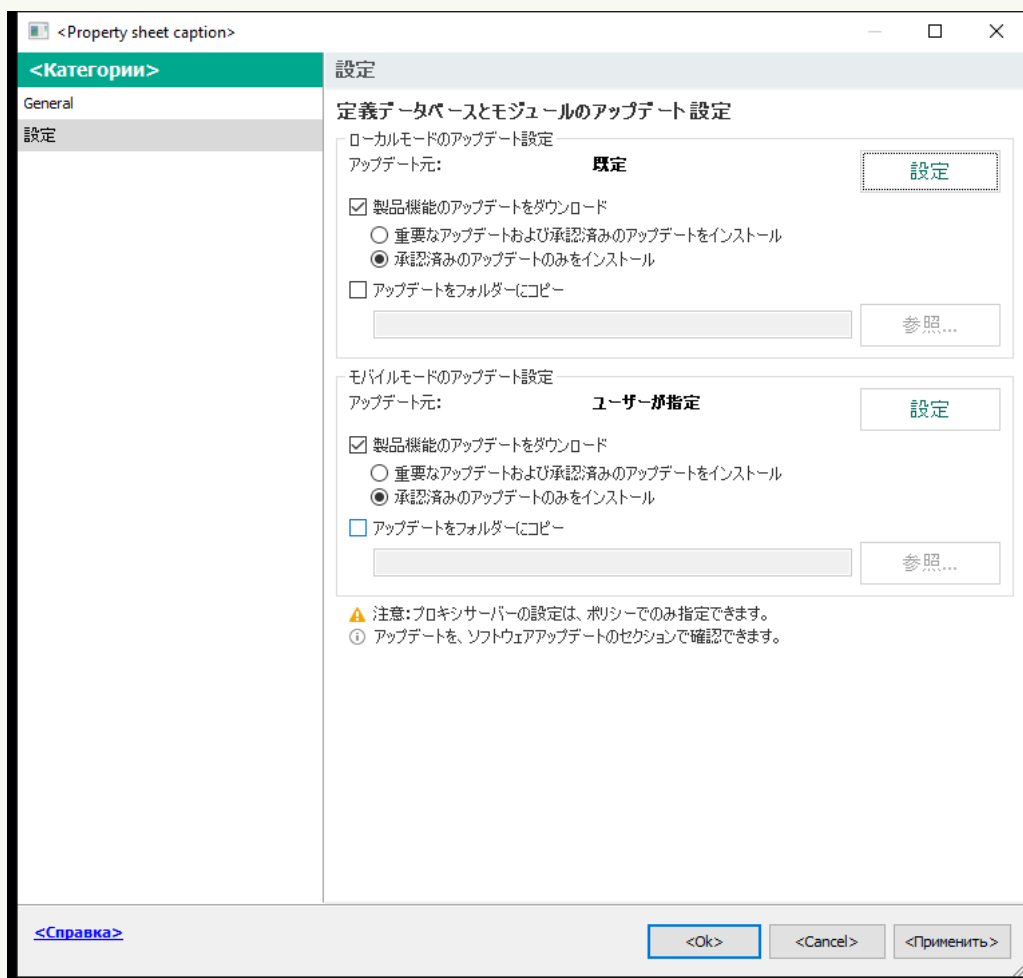 <Property sheet caption>
<Категории>
General
設定
設定
定義データベースとモジュールのアップデート設定
ローカルモードのアップデート設定
アップデート元: 既定 設定
製品機能のアップデートをダウンロード
重要なアップデートおよび承認済みのアップデートをインストール
承認済みのアップデートのみをインストール
アップデートをフォルダーにコピー
参照...
モバイルモードのアップデート設定
アップデート元: ユーザーが指定 設定
製品機能のアップデートをダウンロード
重要なアップデートおよび承認済みのアップデートをインストール
承認済みのアップデートのみをインストール
アップデートをフォルダーにコピー
参照...
注意:プロキシサーバーの設定は、ポリシーでのみ指定できます。
アップデートを、ソフトウェアアップデートのセクションで確認できます。
<Справка>
<Ok> <Cancel> <Применить>